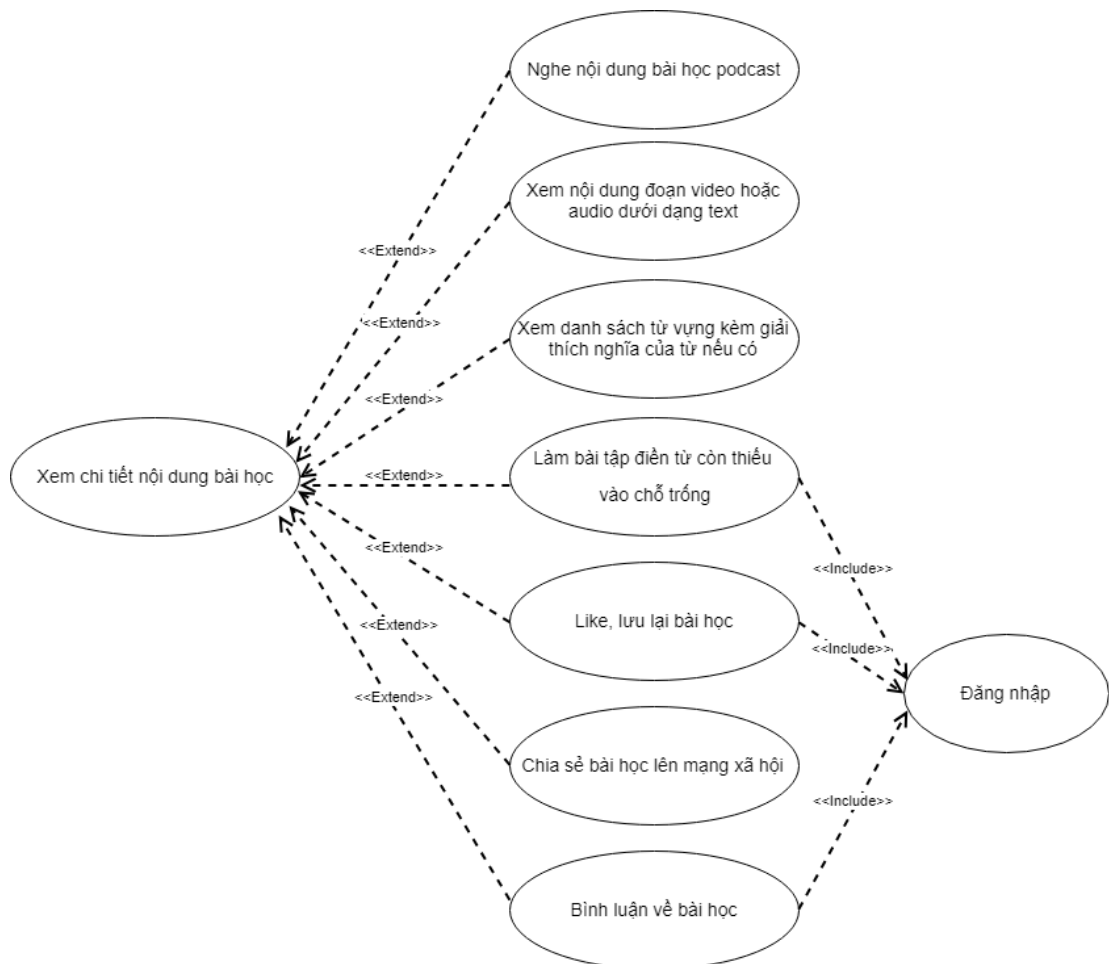 Nghe nội dung bài học podcast
Xem nội dung đoạn video hoặc
audio dưới dạng text
<<Extend>>
<<Extend>>
Xem danh sách từ vựng kèm giải
thích nghĩa của từ nếu có
<<Extend>>
Xem chi tiết nội dung bài học
<<Extend>>
Làm bài tập điền từ còn thiếu
vào chỗ trống
<<Extend>>
<<Include>>
Like, lưu lại bài học
<<Extend>>
<<Include>>
<<Extend>>
Đăng nhập
Chia sẻ bài học lên mạng xã hội
<<Include>>
Bình luận về bài học